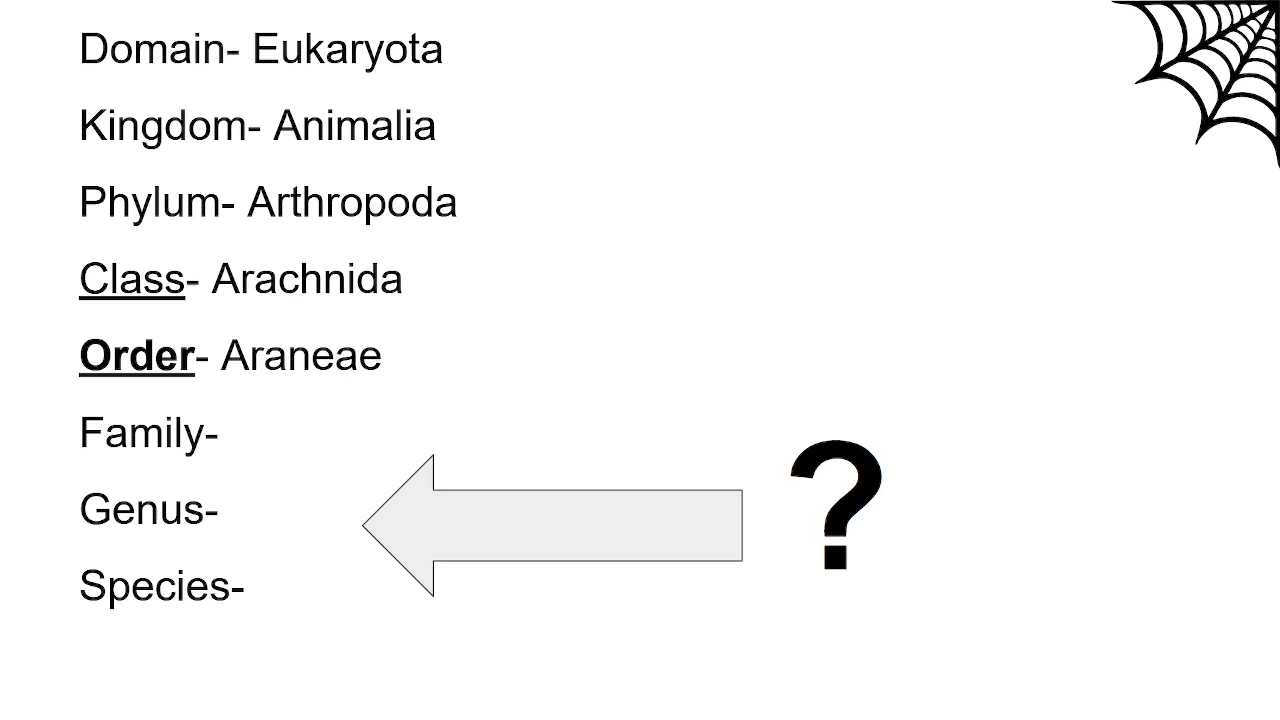 Domain- Eukaryota
Kingdom- Animalia
Phylum- Arthropoda
Class- Arachnida
Order- Araneae
Family-
Genus-
Species-
?